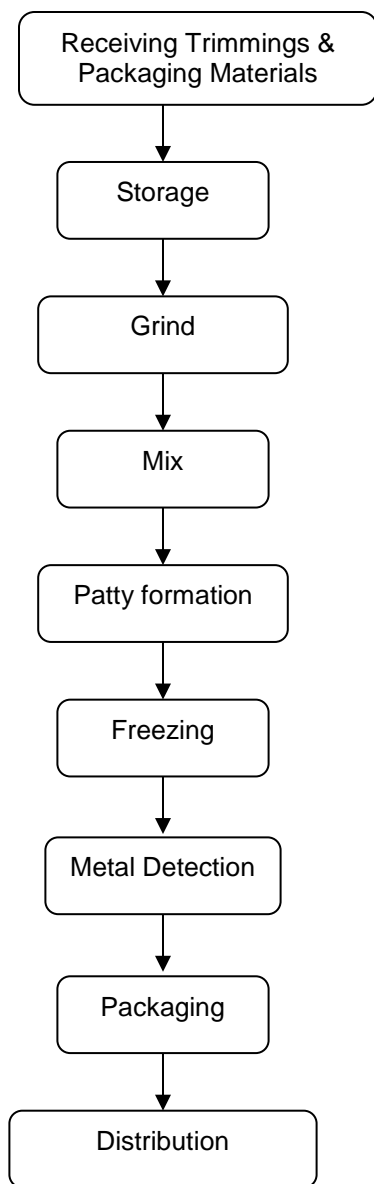 Receiving Trimmings &
Packaging Materials
Storage
Grind
Mix
Patty formation
Freezing
Metal Detection
Packaging
Distribution